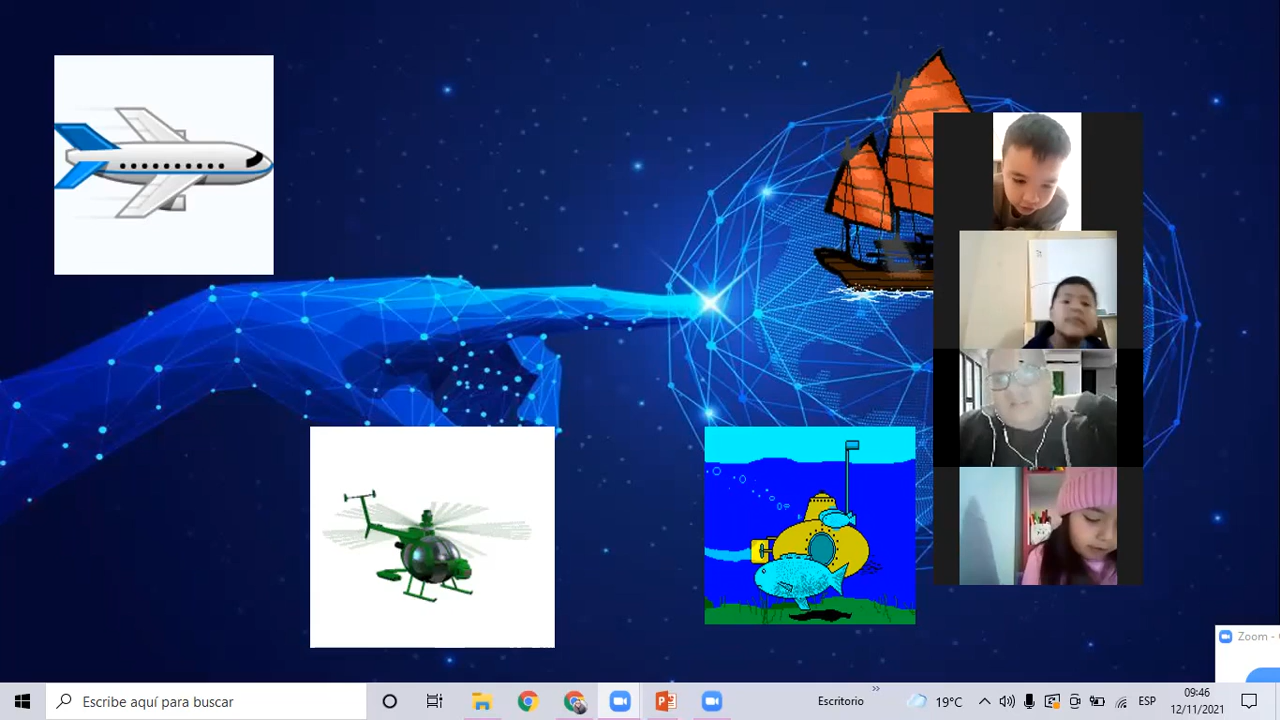 Zoom -
Escribe aquí para buscar
Escritorio
»
19°C
ESP
09:46
12/11/2021